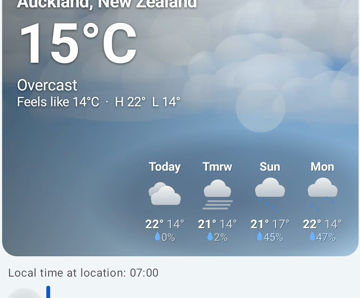 Auckland, New Zealand
15°C
Overcast
Feels like 14°C · H 22° L 14°
Today Tmrw Sun Mon
22° 14° 21° 14° 21° 17° 22° 14°
0% 2% 45% 47%
Local time at location: 07:00